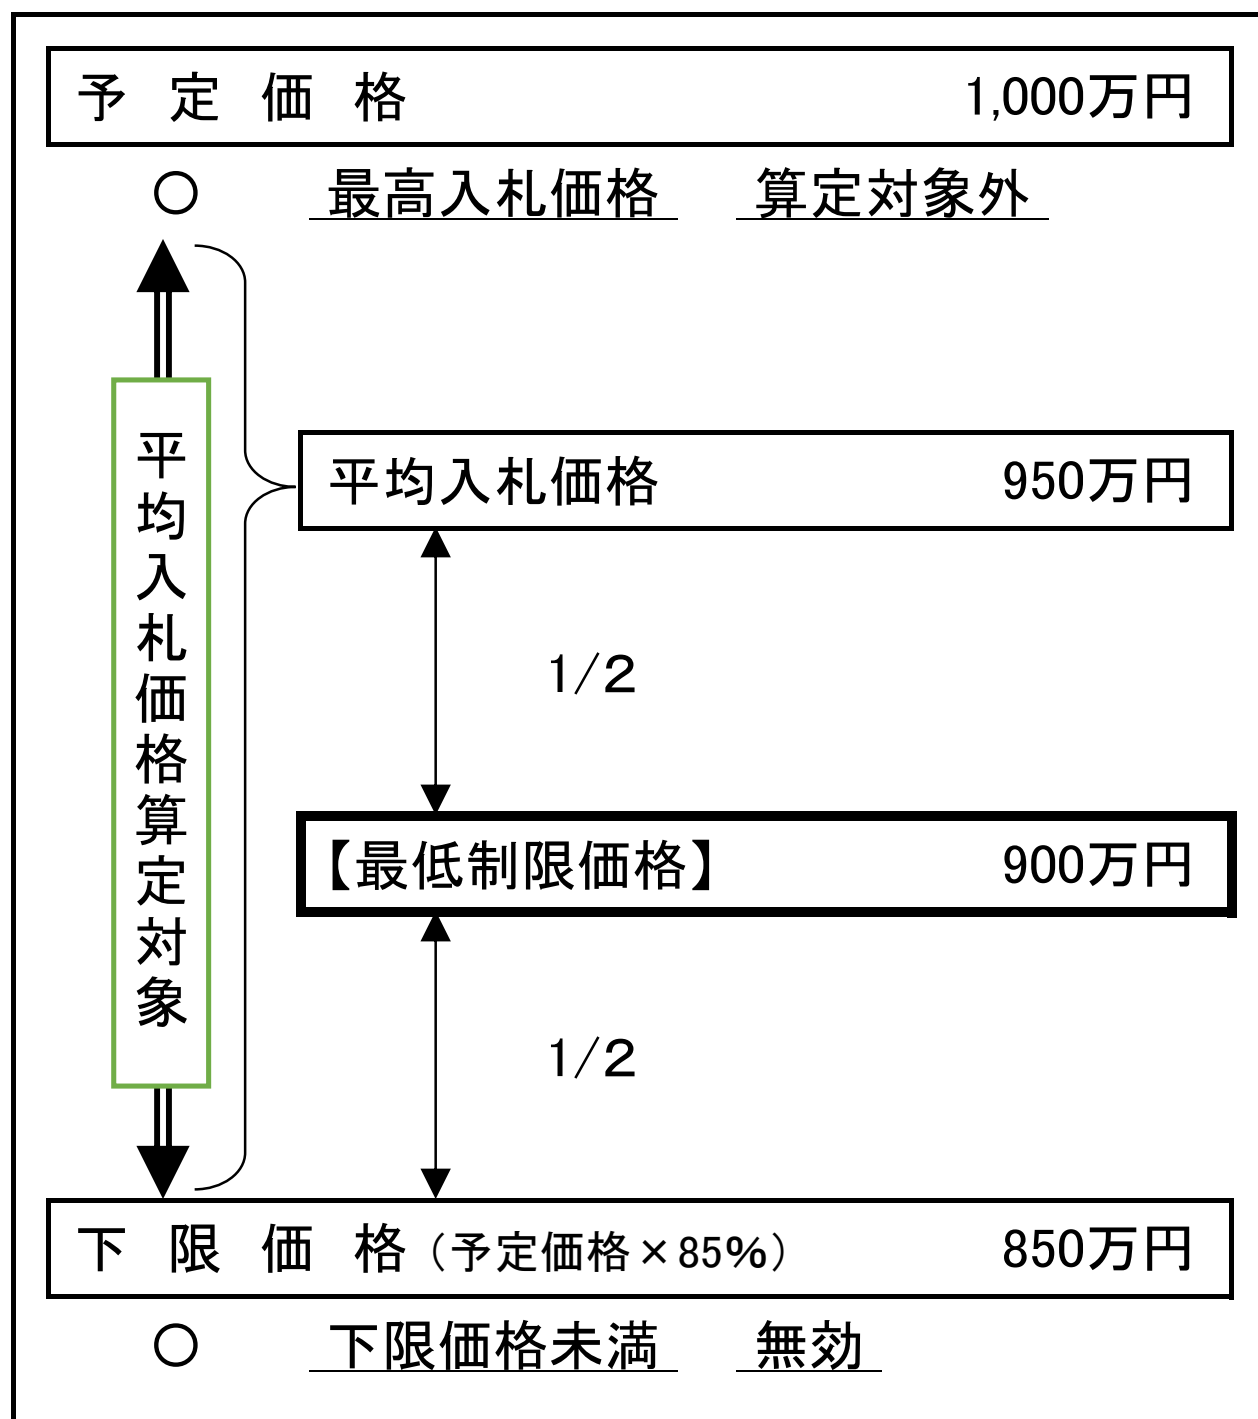 予 定 価 格 1,000万円
○ 最高入札価格 算定対象外
平均入札価格算定対象
平均入札価格 950万円
1/2
【最低制限価格】 900万円
1/2
下 限 価 格（予定価格×85%） 850万円
○ 下限価格未満 無効